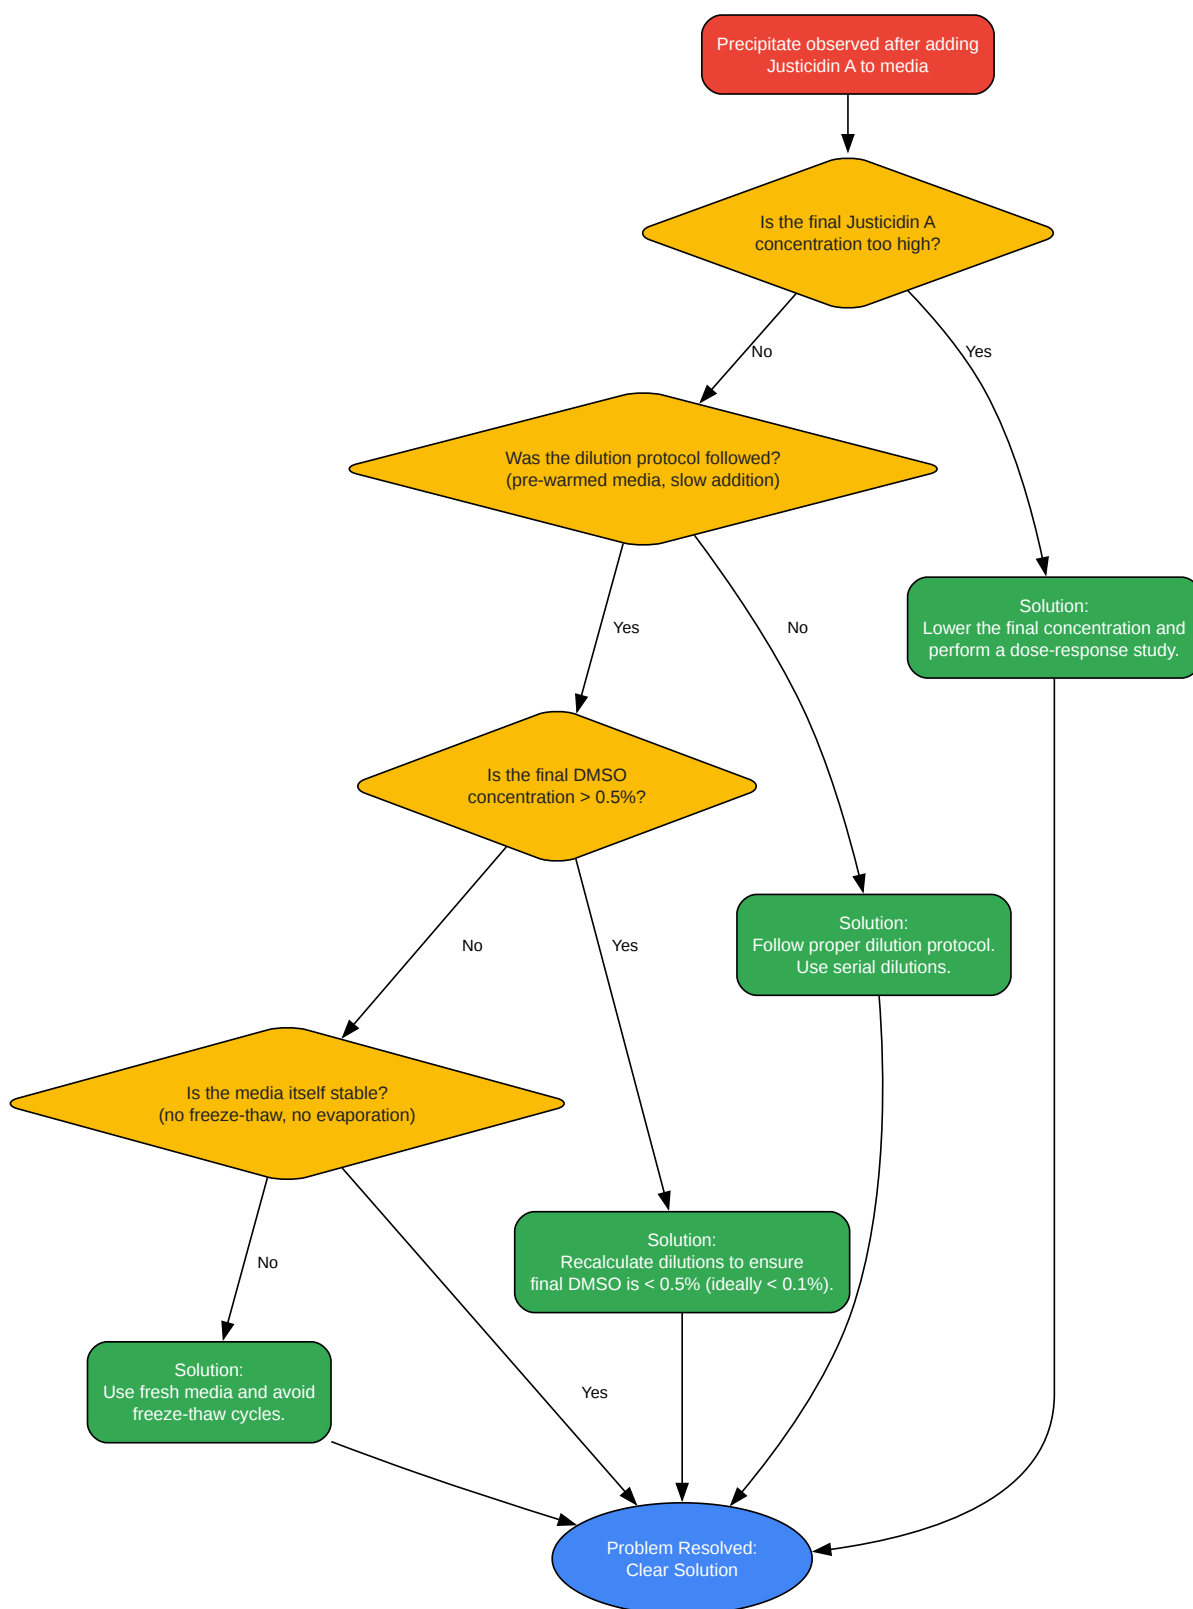 Precipitate observed after adding
Justicidin A to media
Is the final Justicidin A
concentration too high?
No
Yes
Was the dilution protocol followed?
(pre-warmed media, slow addition)
Solution:
Lower the final concentration and
perform a dose-response study.
Yes
No
Is the final DMSO
concentration > 0.5%?
Solution:
Follow proper dilution protocol.
Use serial dilutions.
No
Yes
Is the media itself stable?
(no freeze-thaw, no evaporation)
Solution:
Recalculate dilutions to ensure
final DMSO is < 0.5% (ideally < 0.1%).
No
Solution:
Use fresh media and avoid
freeze-thaw cycles.
Yes
Problem Resolved:
Clear Solution